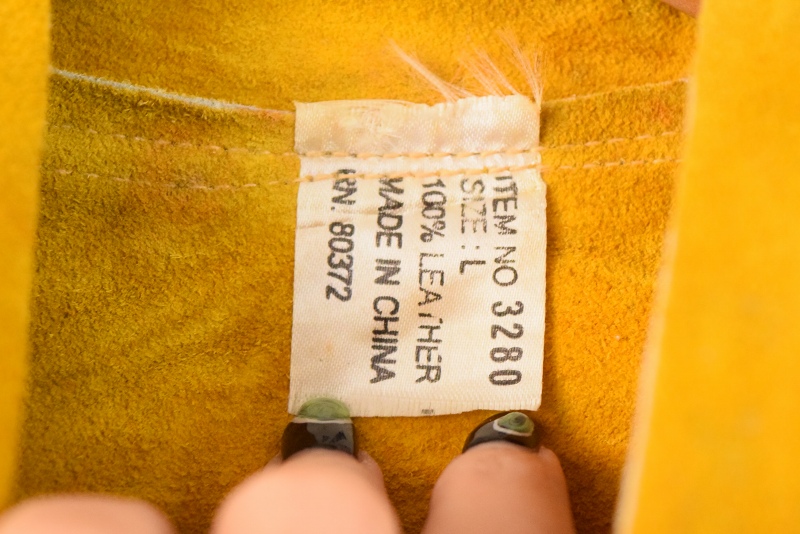 ITEM NO 3280
SIZE : L
100% LEATHER
MADE IN CHINA
RN. 80372